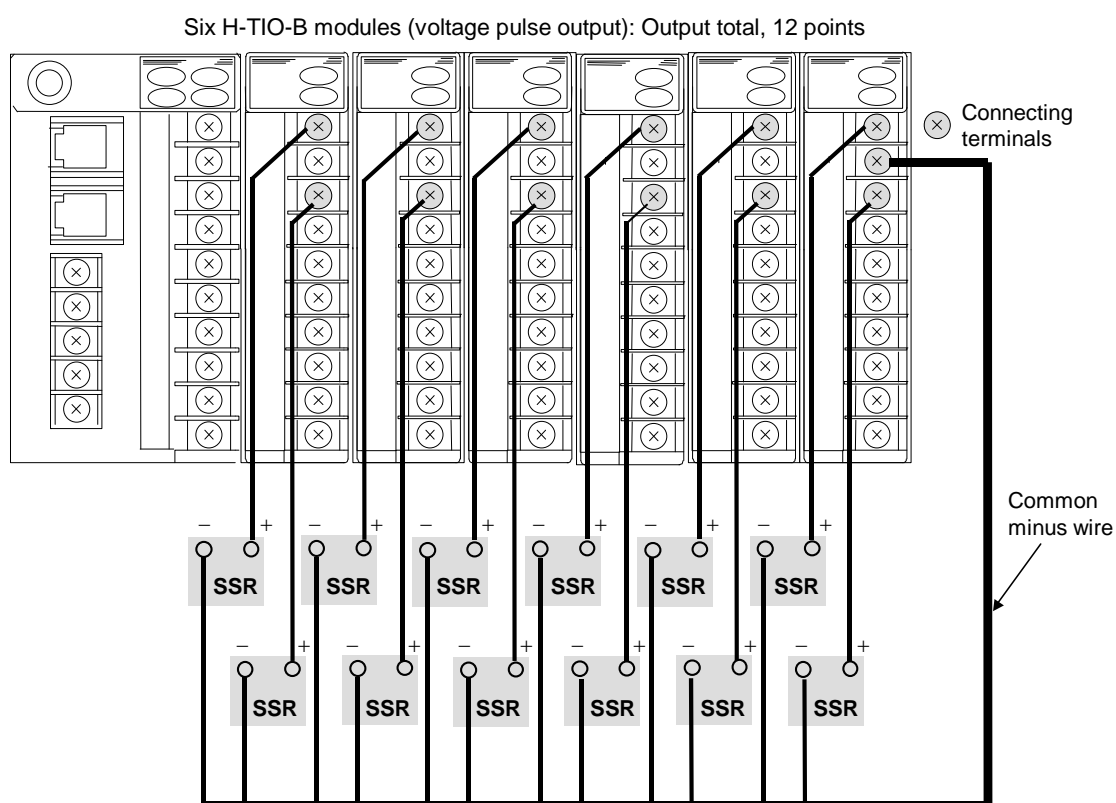 Six H-TIO-B modules (voltage pulse output): Output total, 12 points
Connecting
terminals
Common
minus wire
− + − + − + − + − + − +
SSR SSR SSR SSR SSR SSR
− + − + − + − + − + − +
SSR SSR SSR SSR SSR SSR